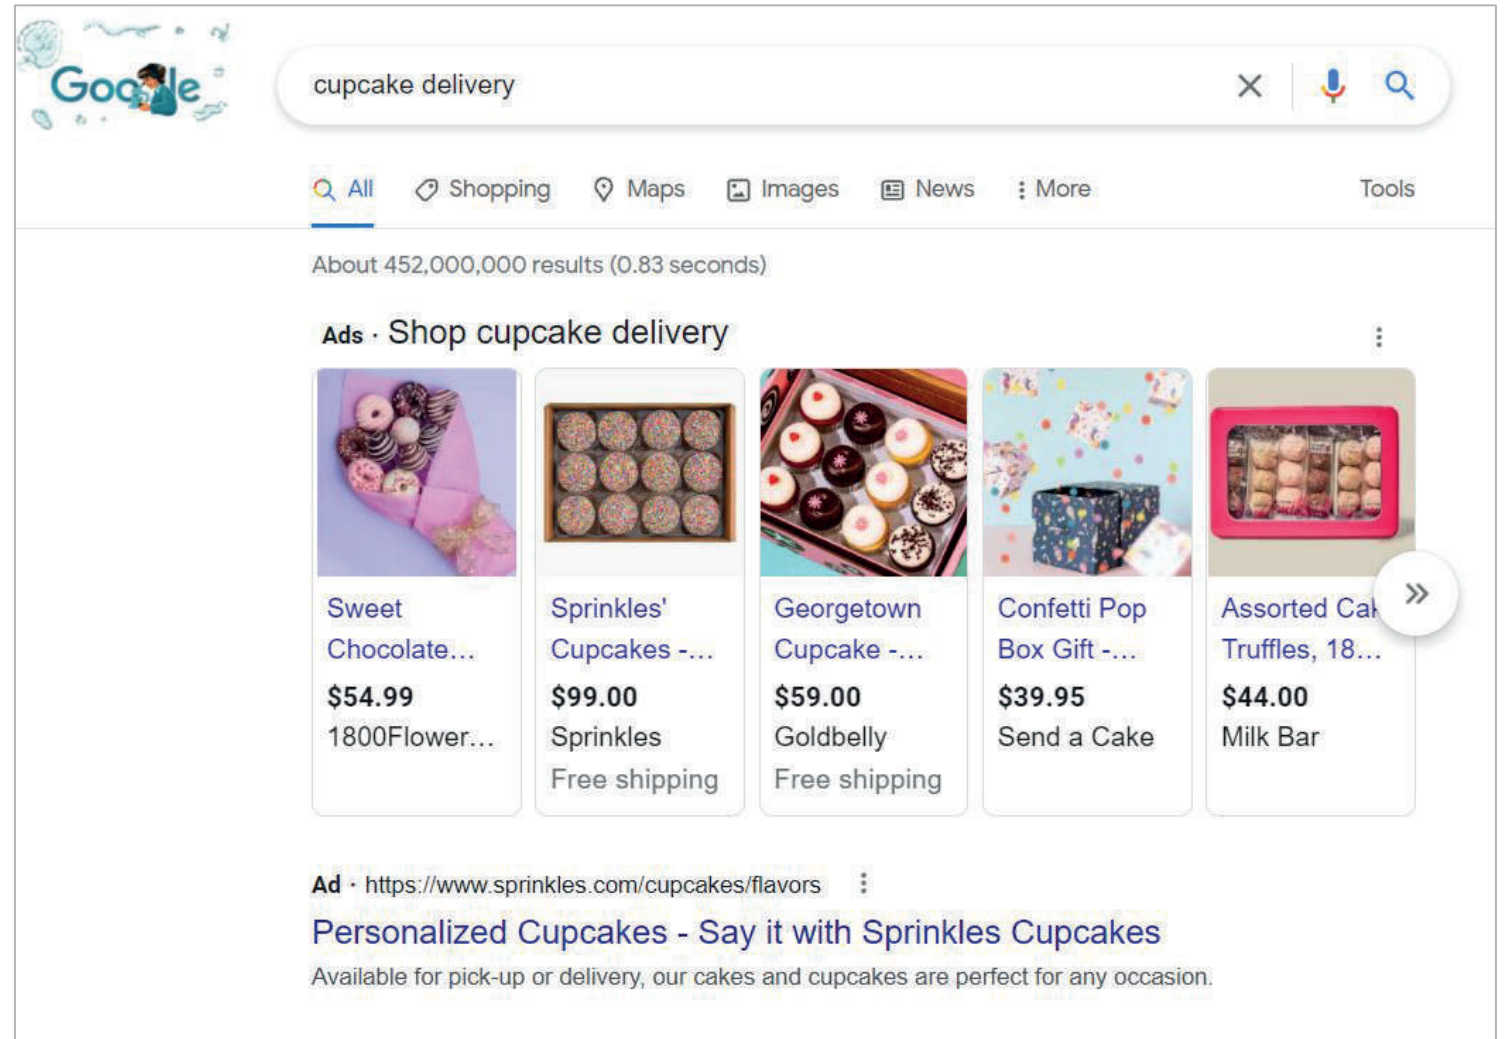 Google
cupcake delivery
All Shopping Maps Images News More Tools
About 452,000,000 results (0.83 seconds)
Ads · Shop cupcake delivery
Sweet
Chocolate...
$54.99
1800Flower...
Sprinkles'
Cupcakes -...
$99.00
Sprinkles
Free shipping
Georgetown
Cupcake -...
$59.00
Goldbelly
Free shipping
Confetti Pop
Box Gift -...
$39.95
Send a Cake
Assorted Cak
Truffles, 18...
$44.00
Milk Bar
Ad · https://www.sprinkles.com/cupcakes/flavors
Personalized Cupcakes - Say it with Sprinkles Cupcakes
Available for pick-up or delivery, our cakes and cupcakes are perfect for any occasion.